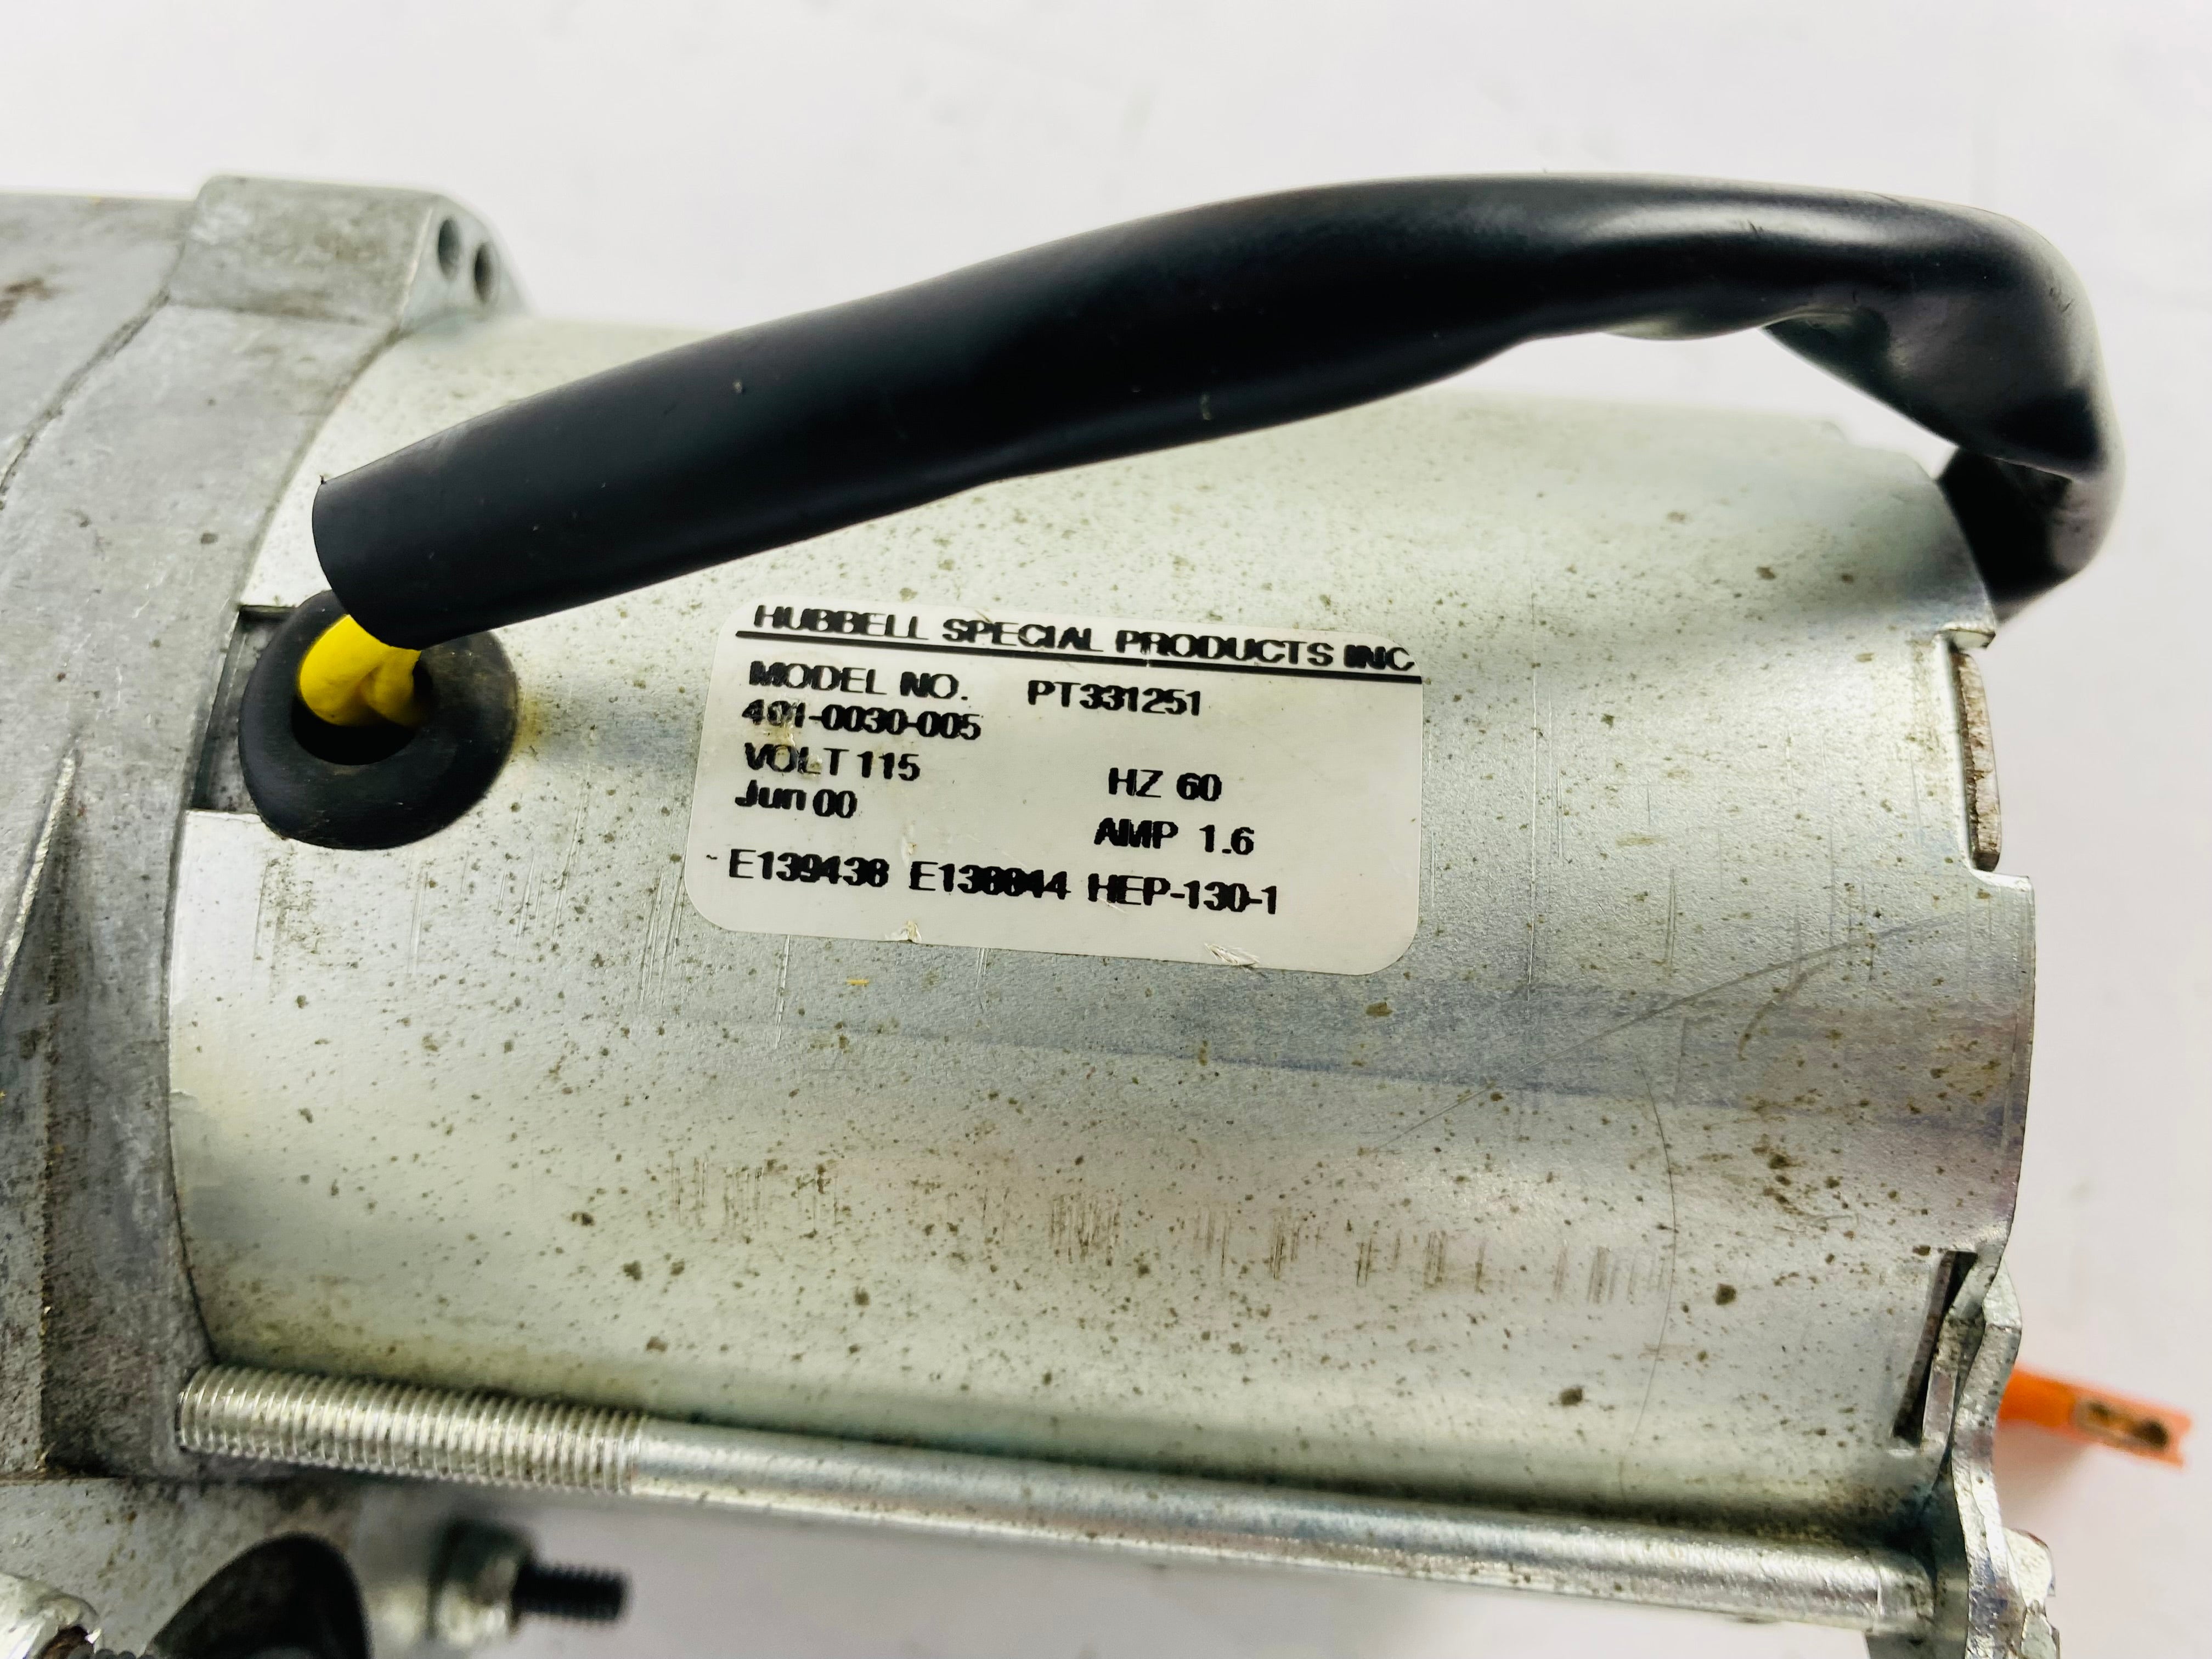 HUBBELL SPECIAL PRODUCTS INC
MODEL NO. PT331251
401-0030-005
VOLT 115 HZ 60
Jun 00 AMP 1.6
E139438 HEP-130-1